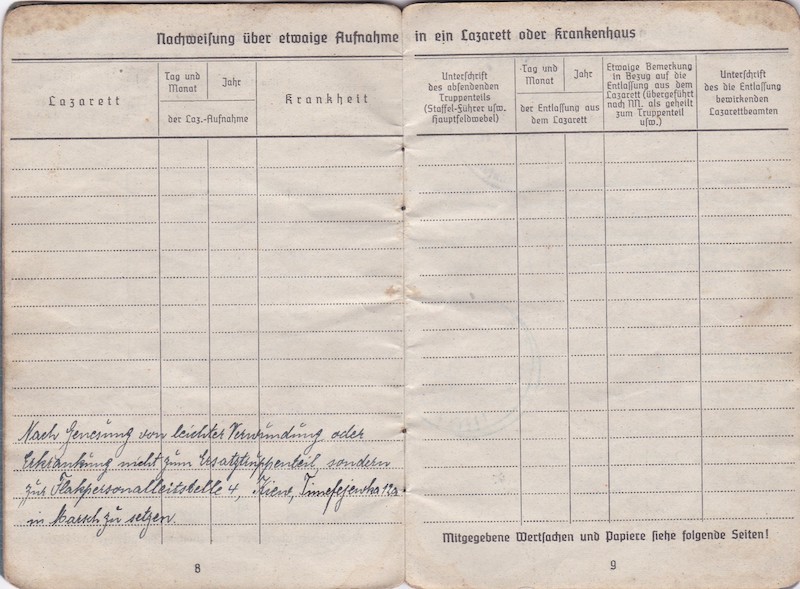 Nachweisung über etwaige Aufnahme in ein Lazarett oder Krankenhaus
Lazarett
Tag und
Monat
Jahr
der Laz.-Aufnahme
Krankheit
Unterschrift
des absendenden
Truppenteils
(Staffel-Führer usw.
Hauptfeldwebel)
Tag und
Monat
Jahr
der Entlassung aus
dem Lazarett
Etwaige Bemerkung
in Bezug auf die
Entlassung aus dem
Lazarett (übergeführt
nach NN. als geheilt
zum Truppenteil
usw.)
Unterschrift
des die Entlassung
bewirkenden
Lazarettbeamten
Nach Genesung von leichter Verwundung oder
Erkrankung nicht zum Ersatztruppenteil, sondern
zur Flakpersonalleitstelle 4, Kiew, 12a
in Marsch zu setzen.
8
Mitgegebene Wertsachen und Papiere siehe folgende Seiten!
9